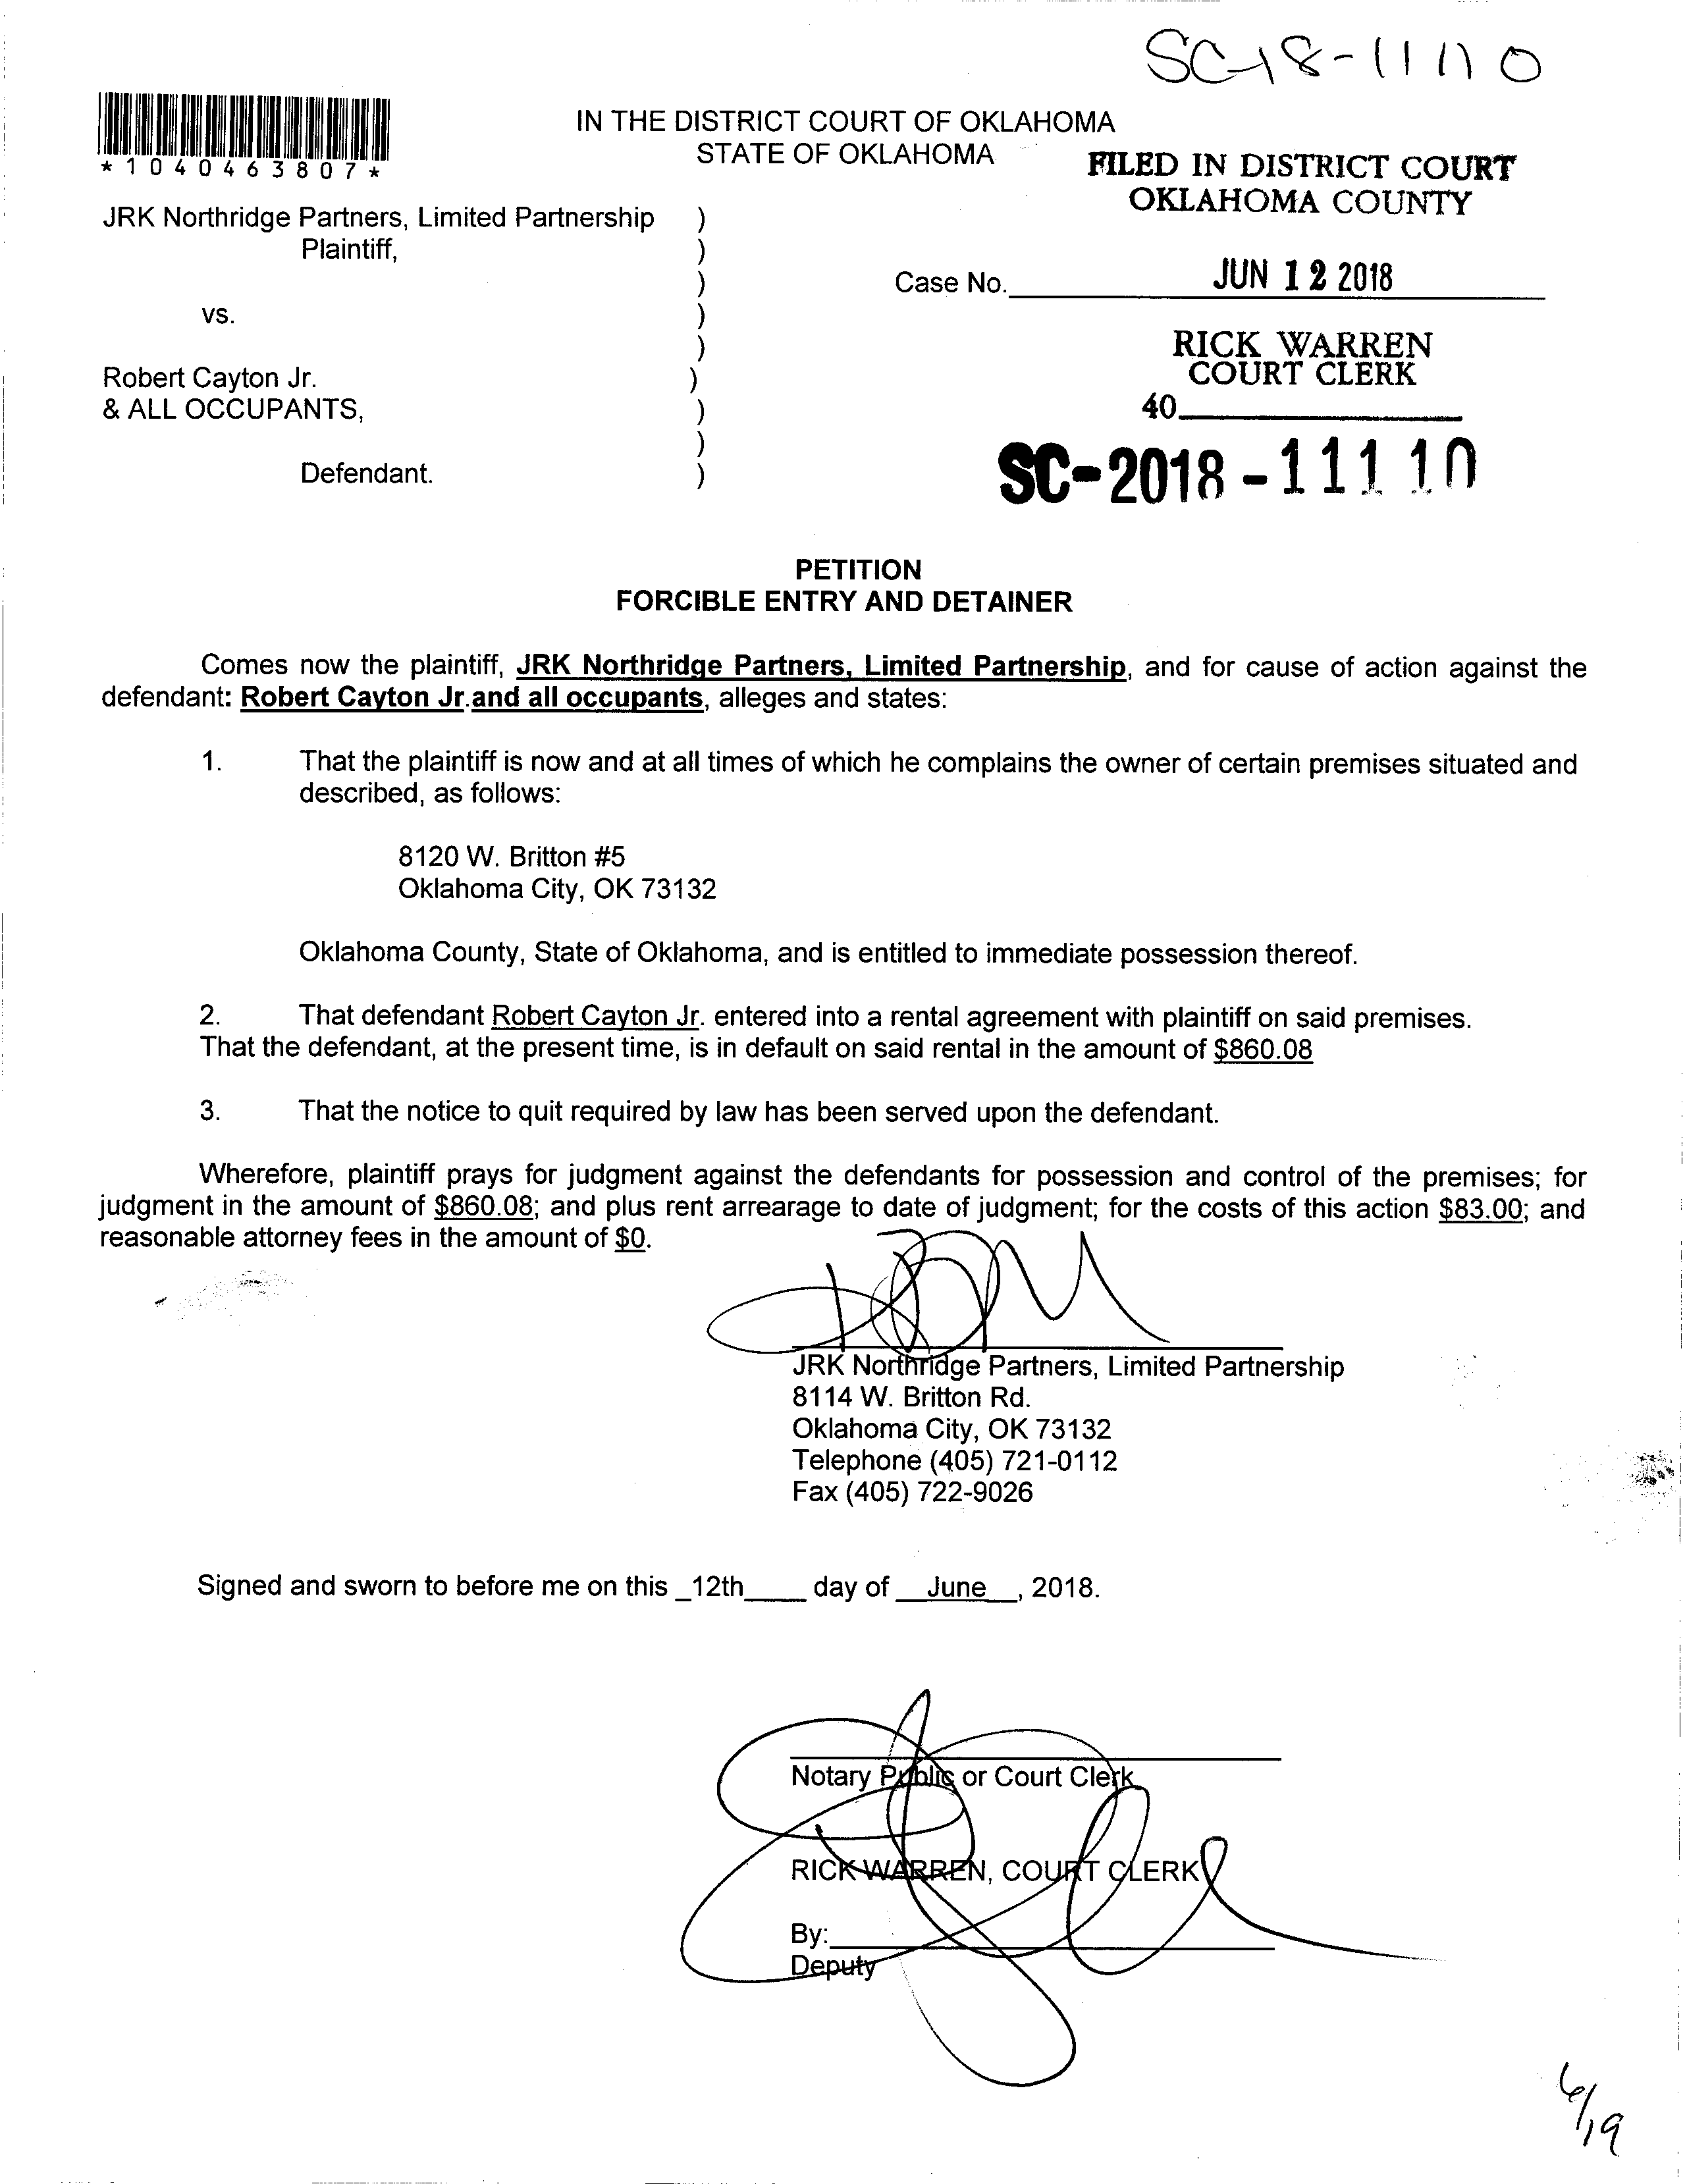 SC-18-11110
*1040463807*
IN THE DISTRICT COURT OF OKLAHOMA
STATE OF OKLAHOMA
FILED IN DISTRICT COURT
OKLAHOMA COUNTY
JRK Northridge Partners, Limited Partnership )
Plaintiff, )
)
Case No. JUN 12 2018
vs. )
)
RICK WARREN
COURT CLERK
Robert Cayton Jr. )
& ALL OCCUPANTS, )
40
)
Defendant. )
SC-2018-11110
PETITION
FORCIBLE ENTRY AND DETAINER
Comes now the plaintiff, JRK Northridge Partners, Limited Partnership, and for cause of action against the
defendant: Robert Cayton Jr.and all occupants, alleges and states:
1. That the plaintiff is now and at all times of which he complains the owner of certain premises situated and
described, as follows:
8120 W. Britton #5
Oklahoma City, OK 73132
Oklahoma County, State of Oklahoma, and is entitled to immediate possession thereof.
2. That defendant Robert Cayton Jr. entered into a rental agreement with plaintiff on said premises.
That the defendant, at the present time, is in default on said rental in the amount of $860.08
3. That the notice to quit required by law has been served upon the defendant.
Wherefore, plaintiff prays for judgment against the defendants for possession and control of the premises; for
judgment in the amount of $860.08; and plus rent arrearage to date of judgment; for the costs of this action $83.00; and
reasonable attorney fees in the amount of $0.
JRK Northridge Partners, Limited Partnership
8114 W. Britton Rd.
Oklahoma City, OK 73132
Telephone (405) 721-0112
Fax (405) 722-9026
Signed and sworn to before me on this _12th____ day of __June__, 2018.
Notary Public or Court Clerk
RICK WARREN, COURT CLERK
By:
Deputy
6/19